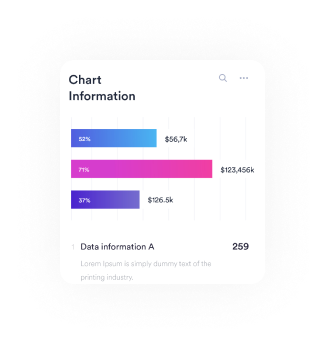 Chart
Information
52% $56,7k
71% $123,456k
37% $126.5k
1 Data information A 259
Lorem Ipsum is simply dummy text of the
printing industry.